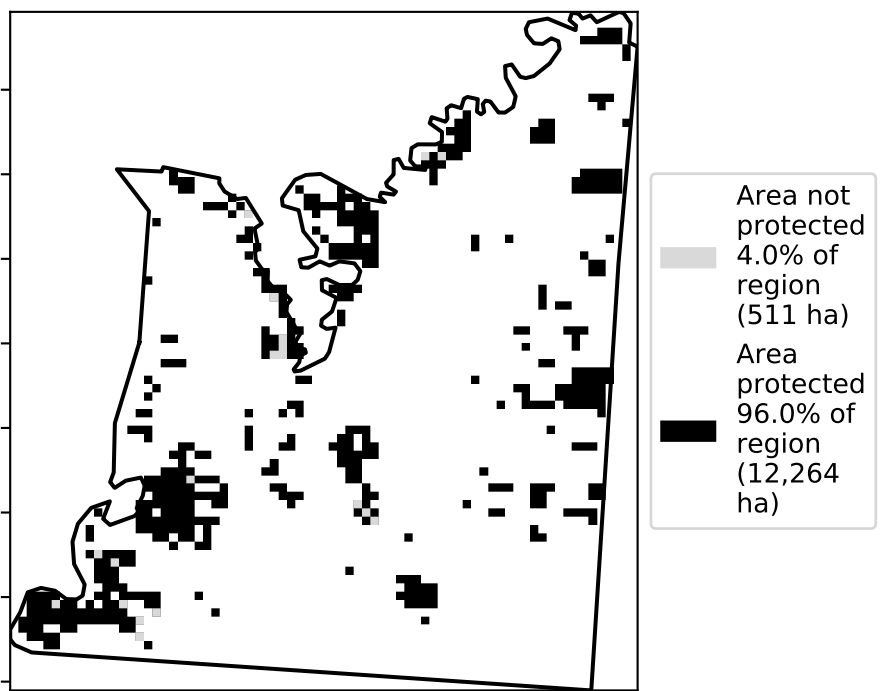 Area not
protected
4.0% of
region
(511 ha)
Area
protected
96.0% of
region
(12,264
ha)